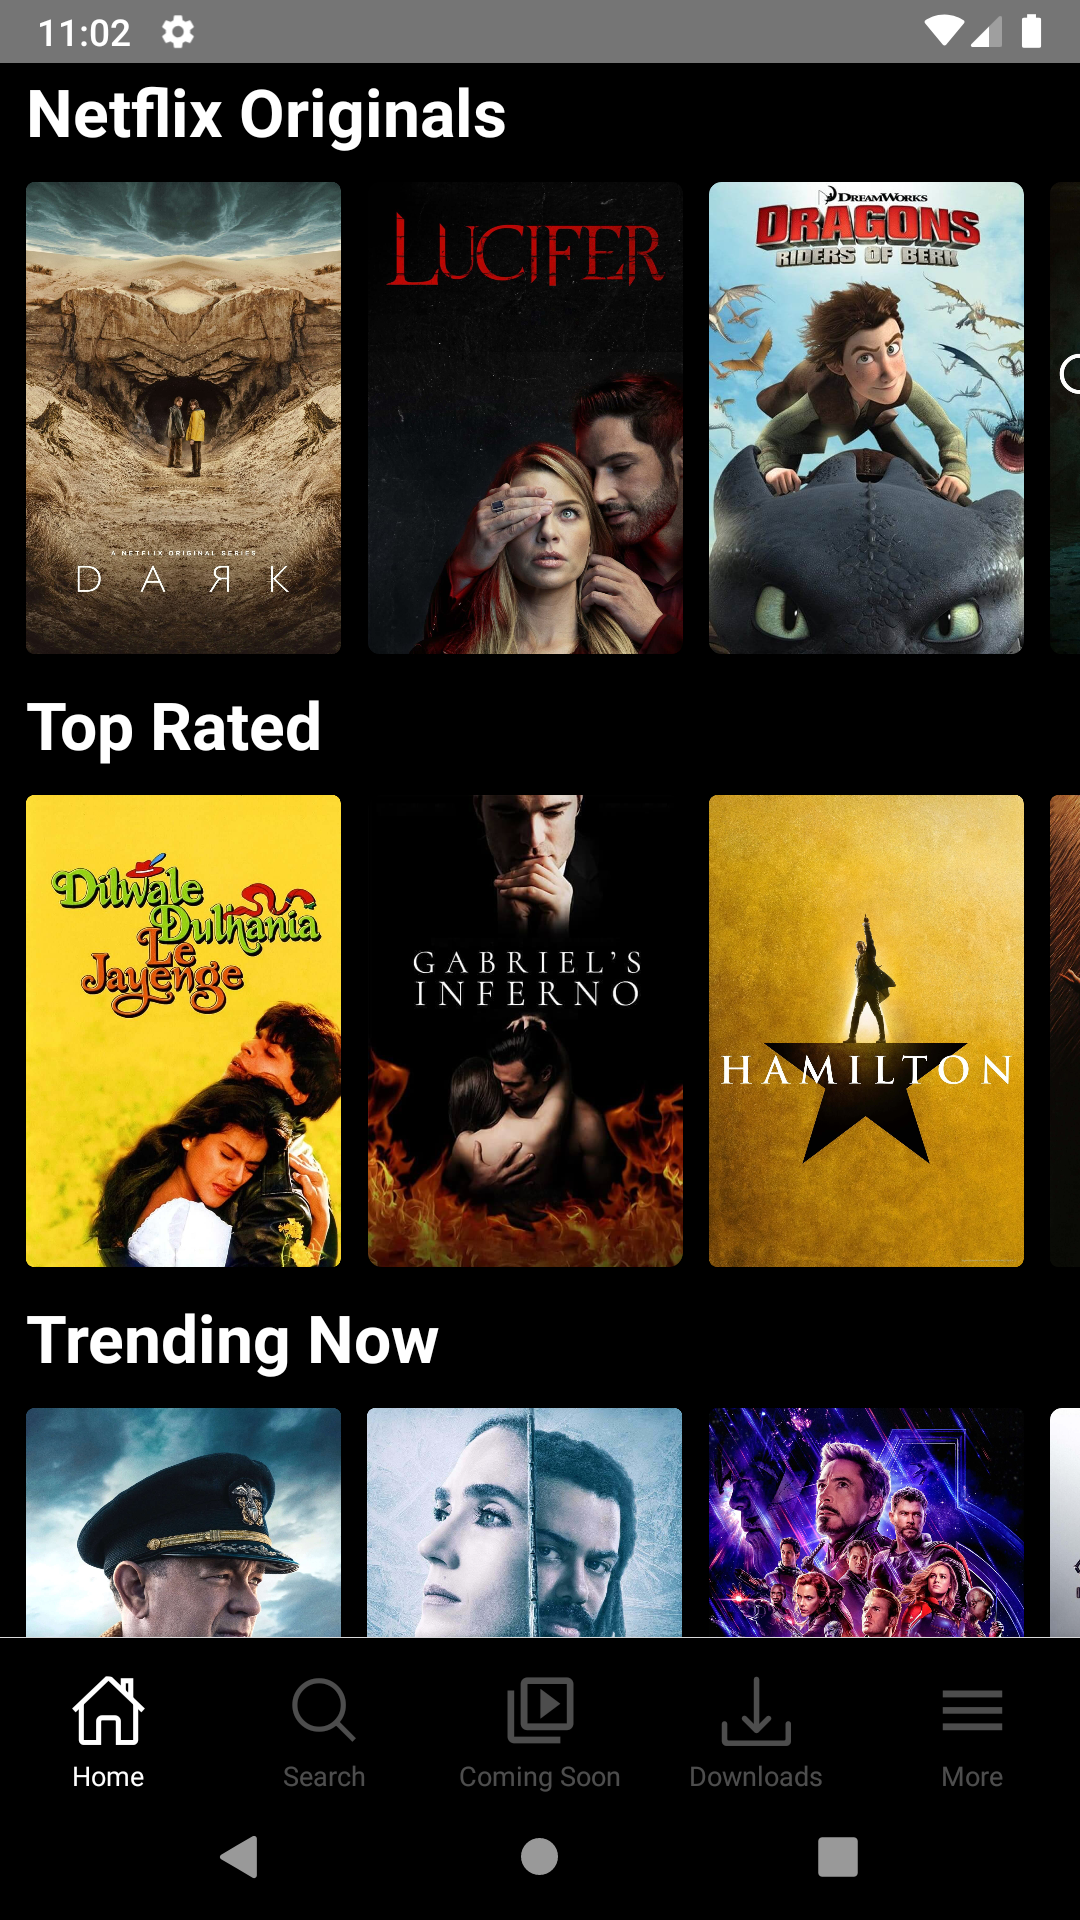 11:02
Netflix Originals
A NETFLIX ORIGINAL SERIES
DARK
LUCIFER
DREAMWORKS
DRAGONS
RIDERS OF BERK
Top Rated
Dilwale
Dulhania
Le
Jayenge
GABRIEL'S
INFERNO
HAMILTON
Trending Now
Home
Search
Coming Soon
Downloads
More